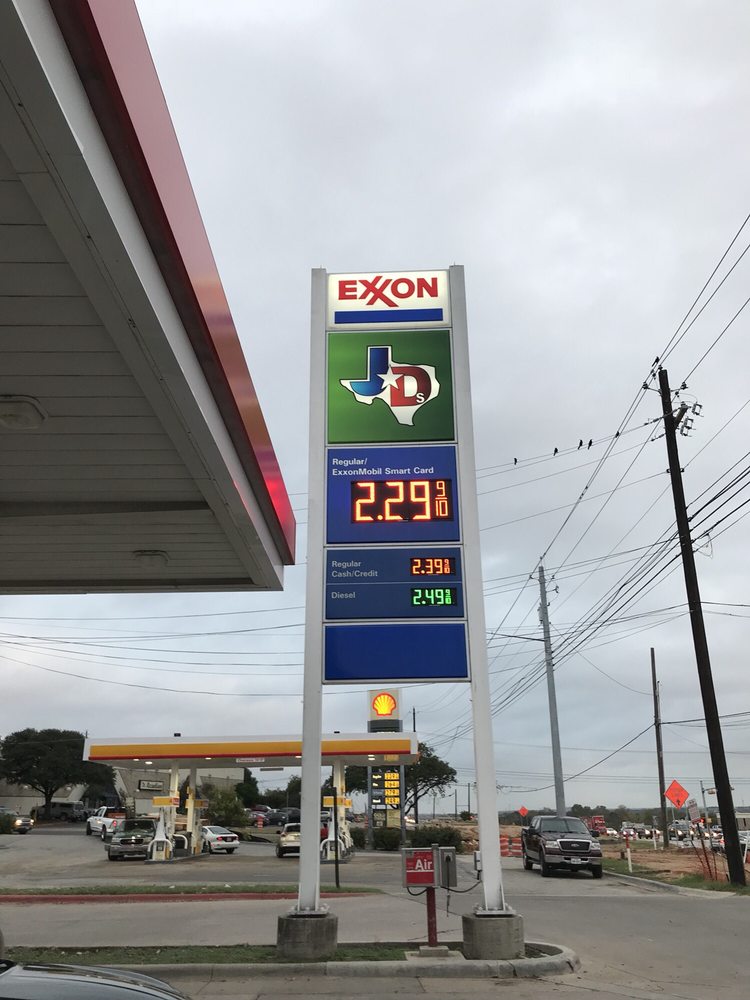 EXXON
JDs
Regular/
ExxonMobil Smart Card
2.29 9/10
Regular
Cash/Credit
2.39 9/10
Diesel
2.49 9/10
Air